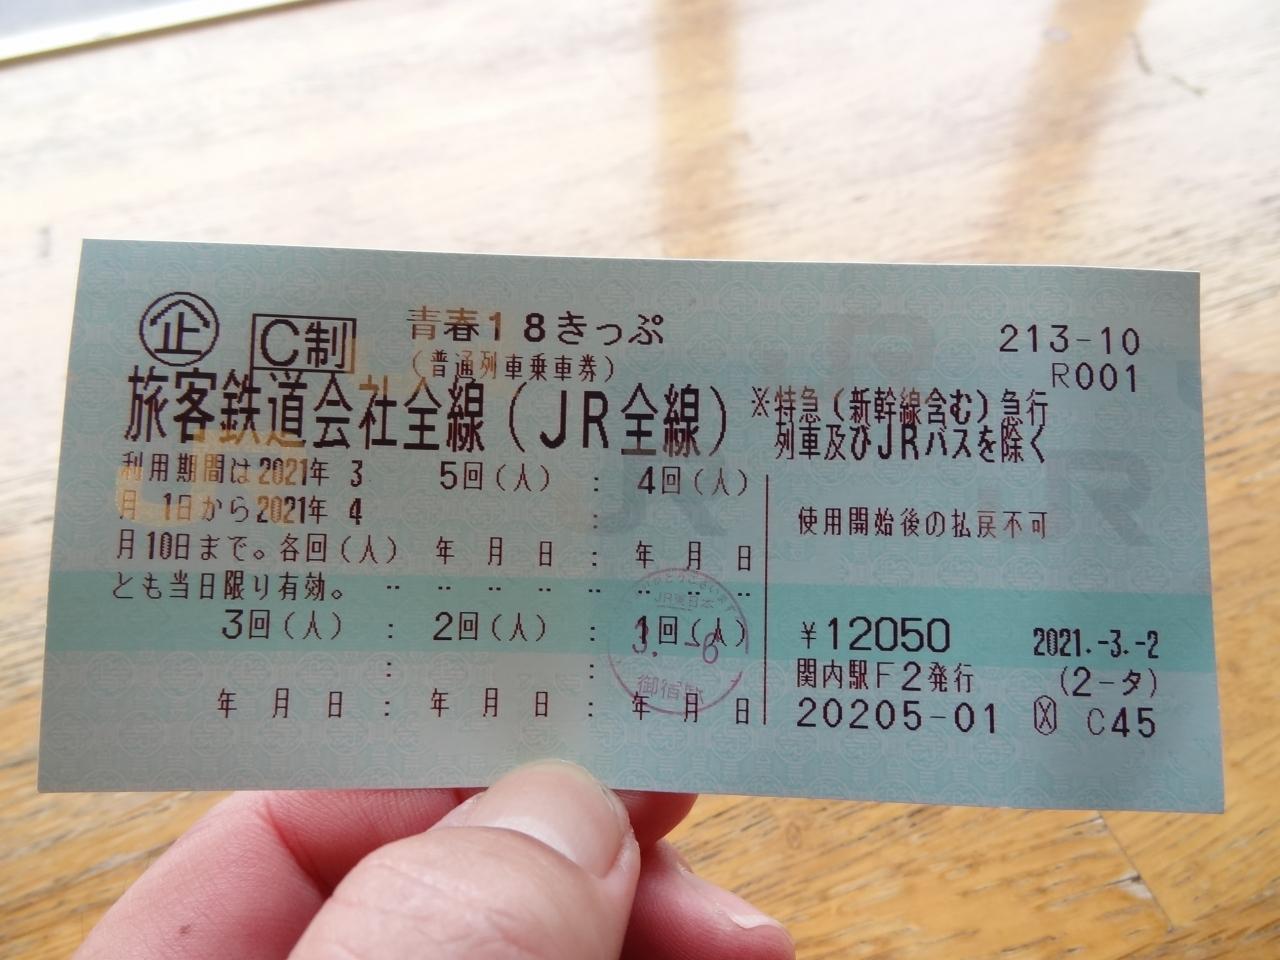 企
C制
青春18きっぷ
213-10
(普通列車乗車券)
R001
旅客鉄道会社全線(JR全線)
※特急(新幹線含む)急行
列車及びJRバスを除く
利用期間は2021年 3
5回(人) : 4回(人)
月 1日から2021年 4
使用開始後の払戻不可
月10日まで。各回(人) 年 月 日 : 年 月 日
とも当日限り有効。
3回(人) : 2回(人) : 1回(人)
¥12050 2021.-3.-2
JR東日本
3. -6
御宿駅
関内駅F2発行 (2-タ)
年 月 日 : 年 月 日 : 年 月 日
20205-01 X C45